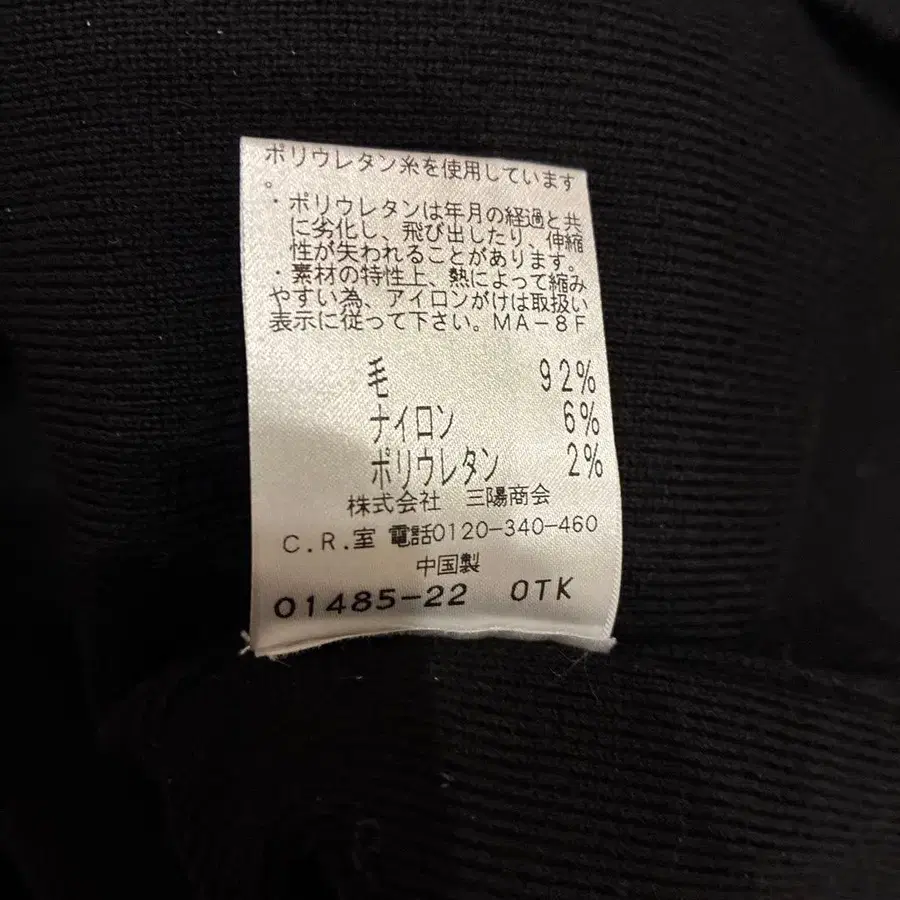 ポリウレタン糸を使用しています
。
・ポリウレタンは年月の経過と共
に劣化し、飛び出したり、伸縮
性が失われることがあります。
・素材の特性上、熱によって縮み
やすい為、アイロンがけは取扱い
表示に従って下さい。MA-8F
毛 92%
ナイロン 6%
ポリウレタン 2%
株式会社 三陽商会
C.R.室 電話0120-340-460
中国製
01485-22 OTK